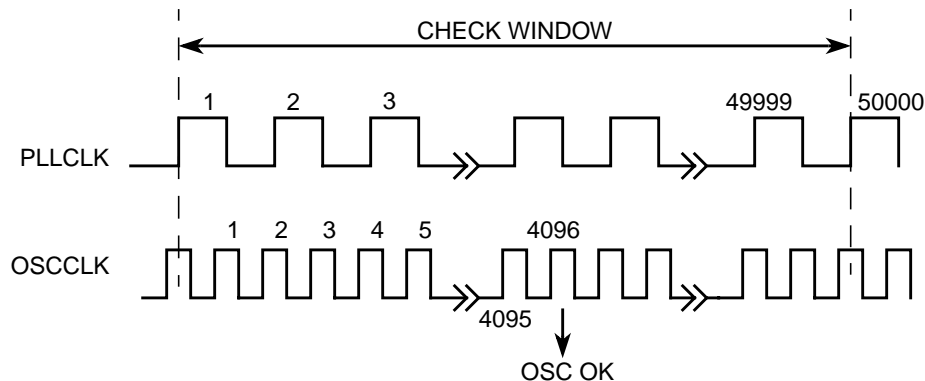 CHECK WINDOW
1 2 3 49999 50000
PLLCLK
1 2 3 4 5 4096
OSCCLK
4095
OSC OK